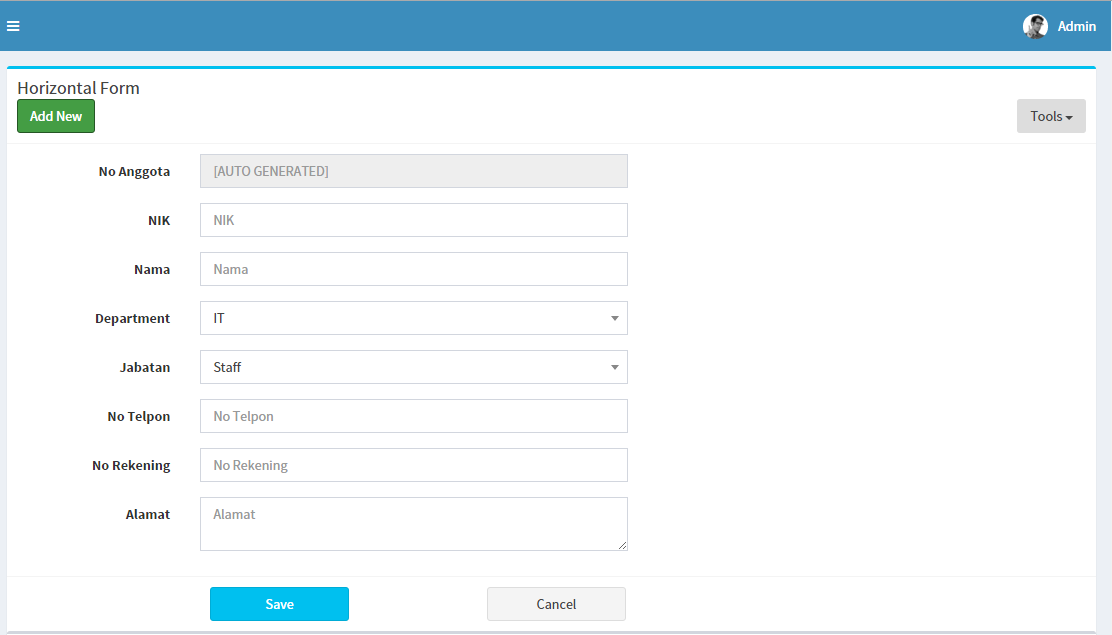 Admin
Horizontal Form
Add New
Tools
No Anggota [AUTO GENERATED]
NIK NIK
Nama Nama
Department IT
Jabatan Staff
No Telpon No Telpon
No Rekening No Rekening
Alamat Alamat
Save Cancel